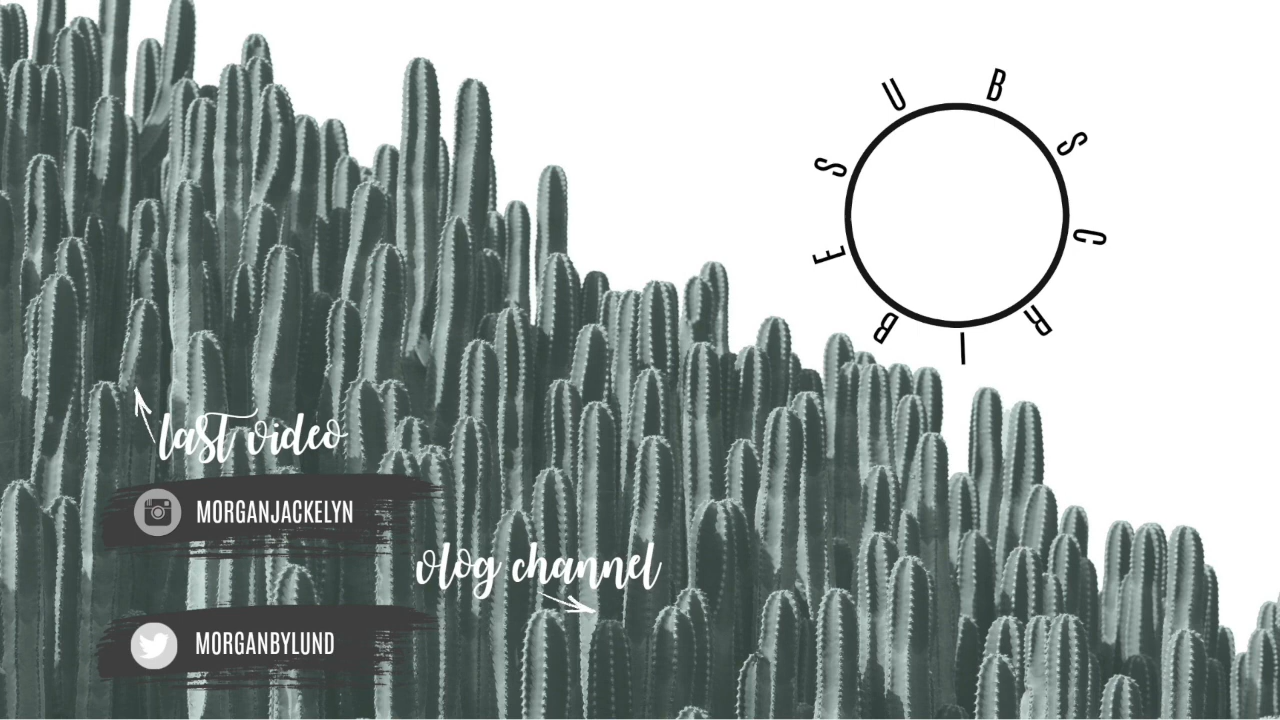 SUBSCRIBE
last video
MORGANJACKELYN
vlog channel
MORGANBYLUND